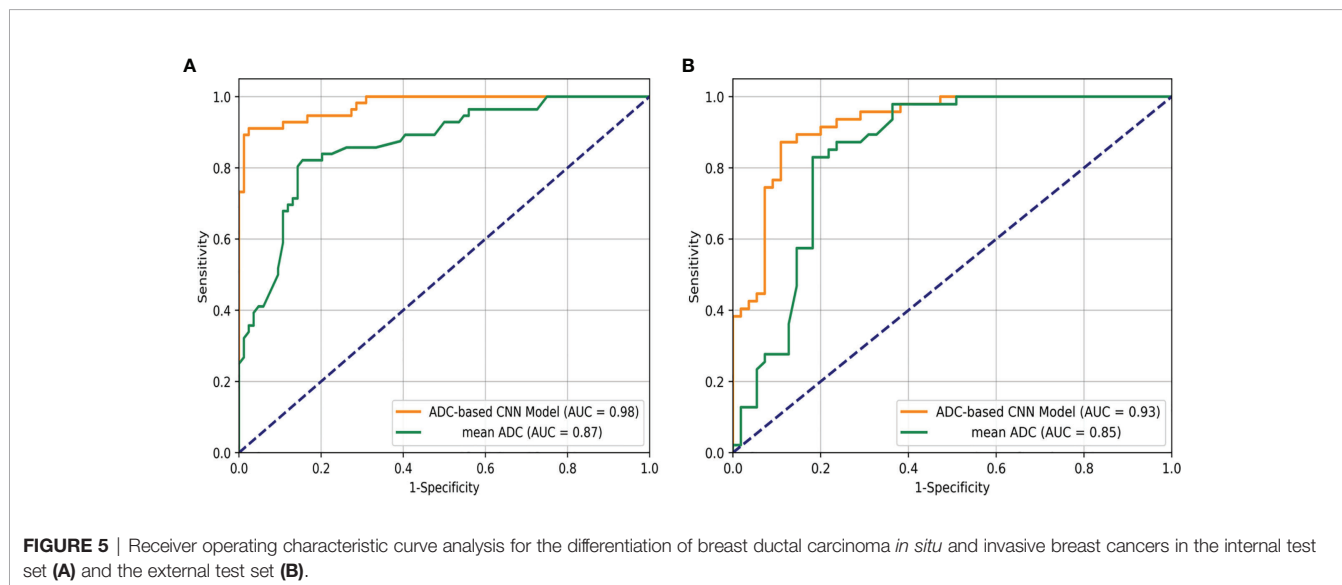 A
B
1.0
0.8
0.6
0.4
0.2
0.0
Sensitivity
ADC-based CNN Model (AUC = 0.98)
mean ADC (AUC = 0.87)
0.0 0.2 0.4 0.6 0.8 1.0
1-Specificity
1.0
0.8
0.6
0.4
0.2
0.0
Sensitivity
ADC-based CNN Model (AUC = 0.93)
mean ADC (AUC = 0.85)
0.0 0.2 0.4 0.6 0.8 1.0
1-Specificity
FIGURE 5 | Receiver operating characteristic curve analysis for the differentiation of breast ductal carcinoma in situ and invasive breast cancers in the internal test
set (A) and the external test set (B).